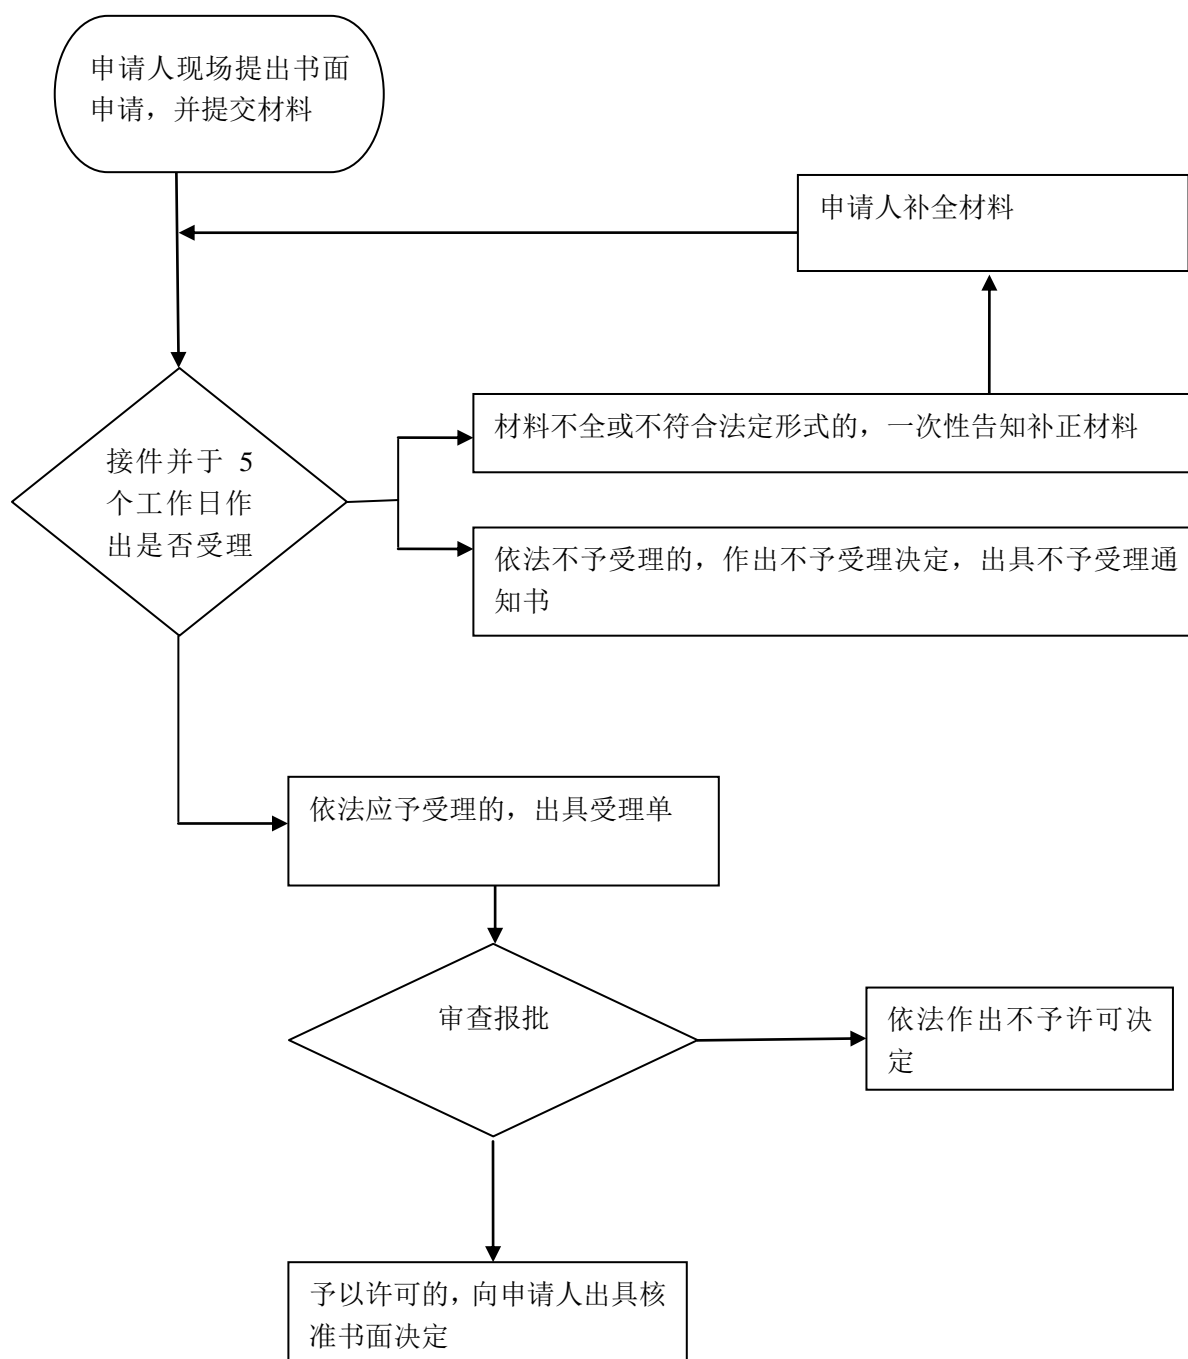 申请人现场提出书面
申请，并提交材料
申请人补全材料
材料不全或不符合法定形式的，一次性告知补正材料
接件并于 5
个工作日作
出是否受理
依法不予受理的，作出不予受理决定，出具不予受理通
知书
依法应予受理的，出具受理单
审查报批
依法作出不予许可决
定
予以许可的，向申请人出具核
准书面决定